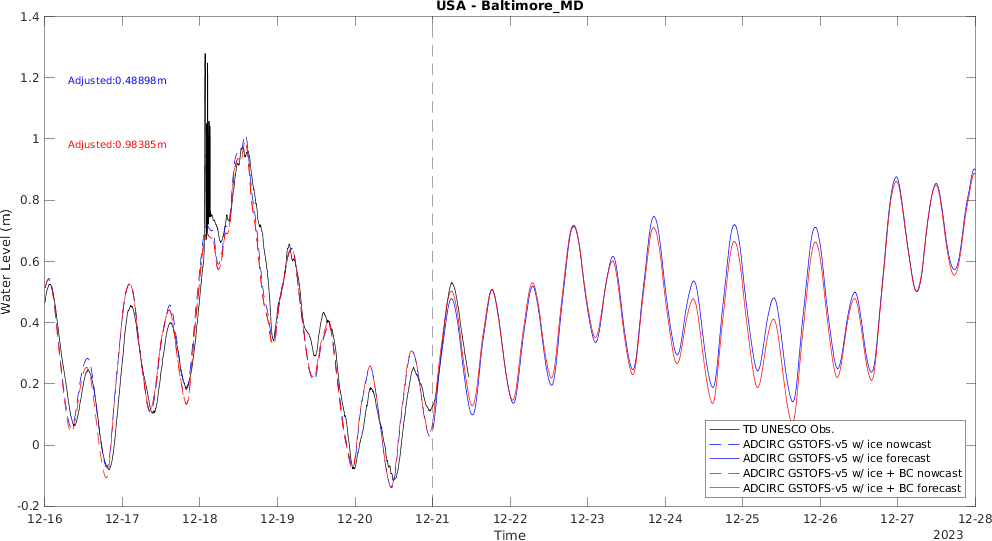 USA - Baltimore_MD
1.4
1.2
1
0.8
0.6
0.4
0.2
0
-0.2
Water Level (m)
Adjusted:0.48898m
Adjusted:0.98385m
TD UNESCO Obs.
ADCIRC GSTOFS-v5 w/ ice nowcast
ADCIRC GSTOFS-v5 w/ ice forecast
ADCIRC GSTOFS-v5 w/ ice + BC nowcast
ADCIRC GSTOFS-v5 w/ ice + BC forecast
12-16 12-17 12-18 12-19 12-20 12-21 12-22 12-23 12-24 12-25 12-26 12-27 12-28
Time
2023